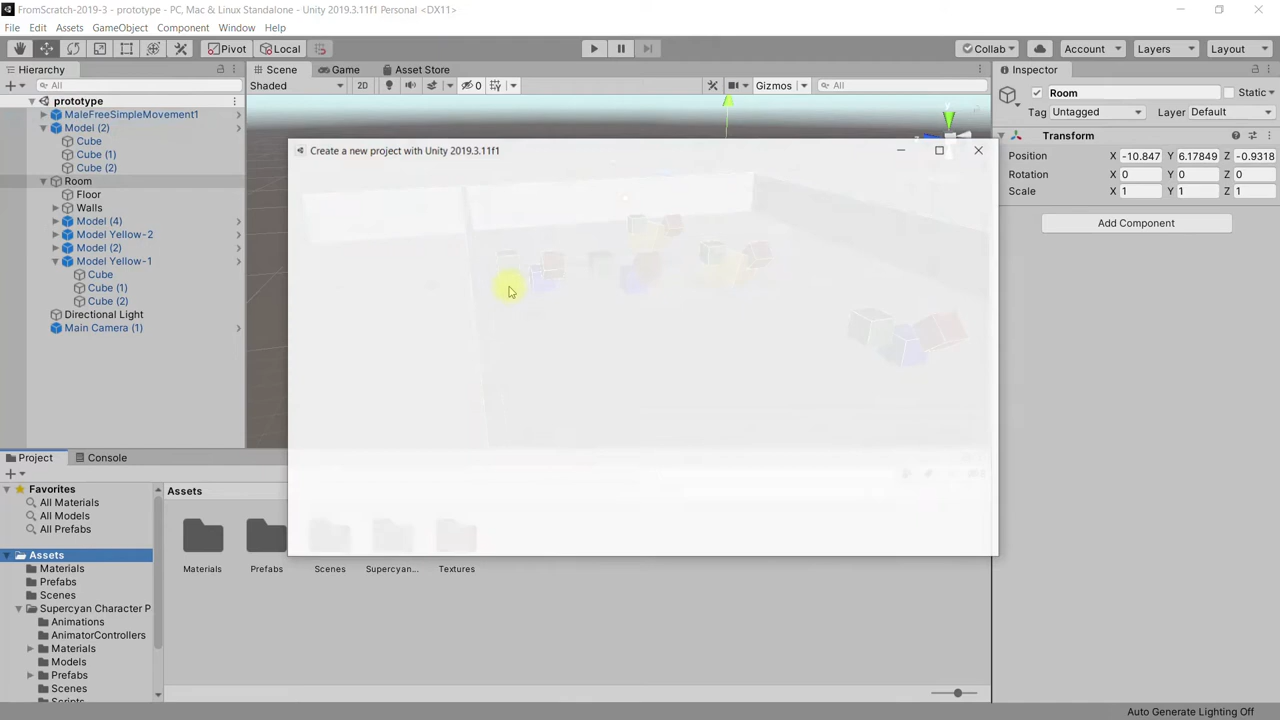 FromScratch-2019-3 - prototype - PC, Mac & Linux Standalone - Unity 2019.3.11f1 Personal <DX11>
File Edit Assets GameObject Component Window Help
Pivot Local Collab Account Layers Layout
Hierarchy
Scene Game Asset Store
Inspector
All
Shaded 2D 0 Gizmos All
prototype
MaleFreeSimpleMovement1
Model (2)
Cube
Cube (1)
Cube (2)
Room
Floor
Walls
Model (4)
Model Yellow-2
Model (2)
Model Yellow-1
Cube
Cube (1)
Cube (2)
Directional Light
Main Camera (1)
Create a new project with Unity 2019.3.11f1
Room Static
Tag Untagged Layer Default
Transform
Position X -10.847 Y 6.17849 Z -0.9318
Rotation X 0 Y 0 Z 0
Scale X 1 Y 1 Z 1
Add Component
Project Console
Favorites
All Materials
All Models
All Prefabs
Assets
Materials
Prefabs
Scenes
Supercyan Character P
Animations
AnimatorControllers
Materials
Models
Prefabs
Scenes
Scripts
Assets
Materials Prefabs Scenes Supercyan... Textures
Auto Generate Lighting Off